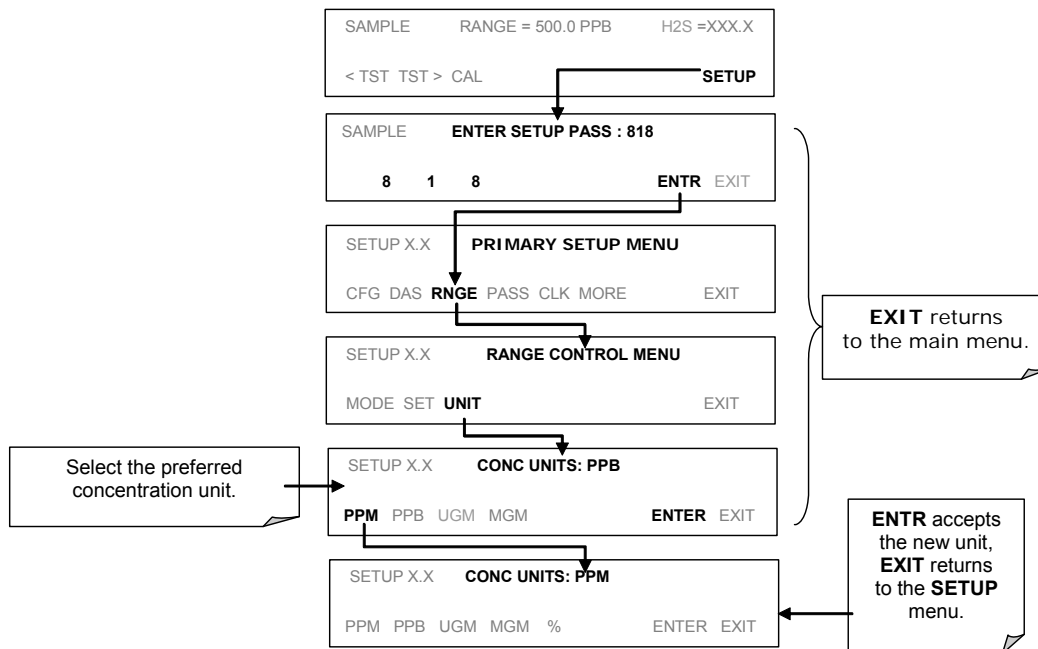 SAMPLE RANGE = 500.0 PPB H2S =XXX.X
< TST TST > CAL SETUP
SAMPLE ENTER SETUP PASS : 818
8 1 8 ENTR EXIT
SETUP X.X PRIMARY SETUP MENU
CFG DAS RNGE PASS CLK MORE EXIT
EXIT returns
to the main menu.
SETUP X.X RANGE CONTROL MENU
MODE SET UNIT EXIT
Select the preferred
concentration unit.
SETUP X.X CONC UNITS: PPB
PPM PPB UGM MGM ENTER EXIT
ENTR accepts
the new unit,
EXIT returns
to the SETUP
menu.
SETUP X.X CONC UNITS: PPM
PPM PPB UGM MGM % ENTER EXIT